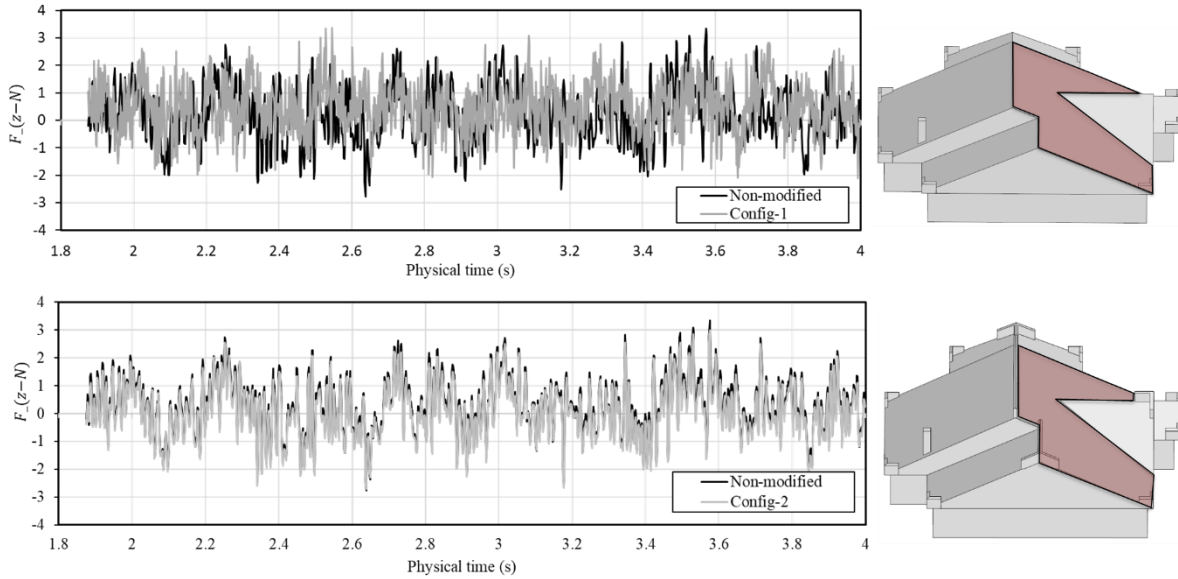 4
3
2
1
0
-1
-2
-3
-4
F_(z−N)
Non-modified
Config-1
1.8 2 2.2 2.4 2.6 2.8 3 3.2 3.4 3.6 3.8 4
Physical time (s)
4
3
2
1
0
-1
-2
-3
-4
F_(z−N)
Non-modified
Config-2
1.8 2 2.2 2.4 2.6 2.8 3 3.2 3.4 3.6 3.8 4
Physical time (s)